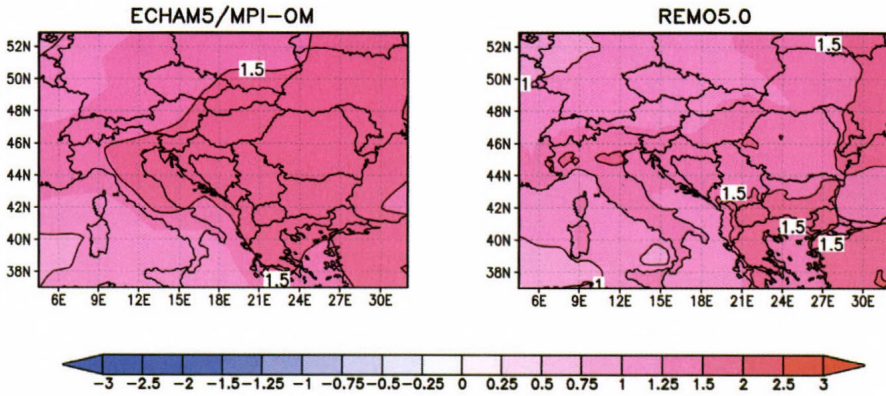 ECHAM5/MPI-OM
REMO5.0
52N
50N
48N
46N
44N
42N
40N
38N
1.5
1.5
6E 9E 12E 15E 18E 21E 24E 27E 30E
52N
50N
48N
46N
44N
42N
40N
38N
1.5
1
1.5
1.5
1.5
1
6E 9E 12E 15E 18E 21E 24E 27E 30E
-3 -2.5 -2 -1.5 -1.25 -1 -0.75 -0.5 -0.25 0 0.25 0.5 0.75 1 1.25 1.5 2 2.5 3